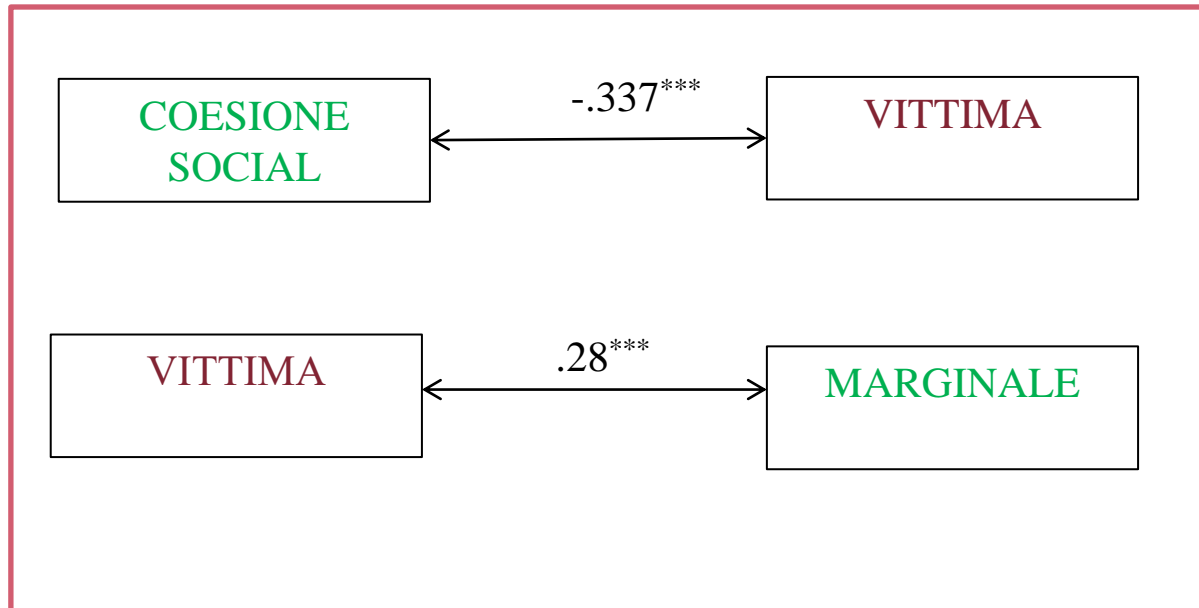 COESIONE
SOCIAL
-.337***
VITTIMA
VITTIMA
.28***
MARGINALE